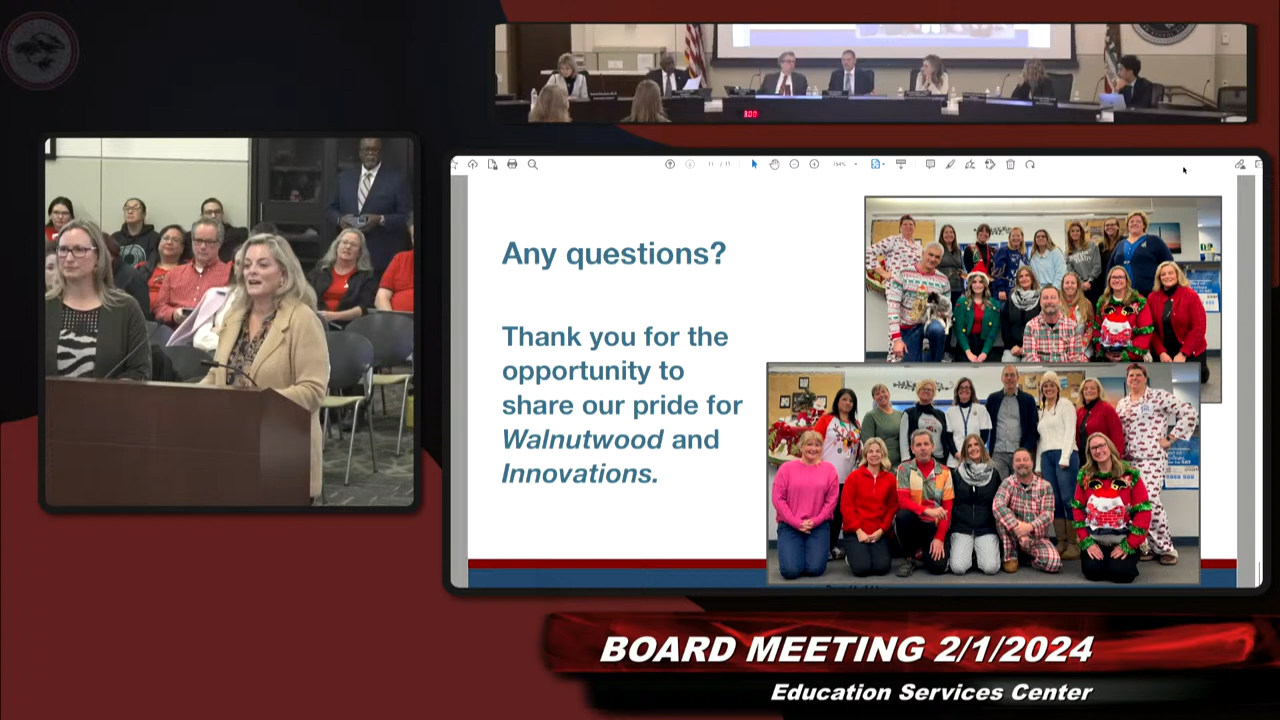 Any questions?
Thank you for the
opportunity to
share our pride for
Walnutwood and
Innovations.
BOARD MEETING 2/1/2024
Education Services Center